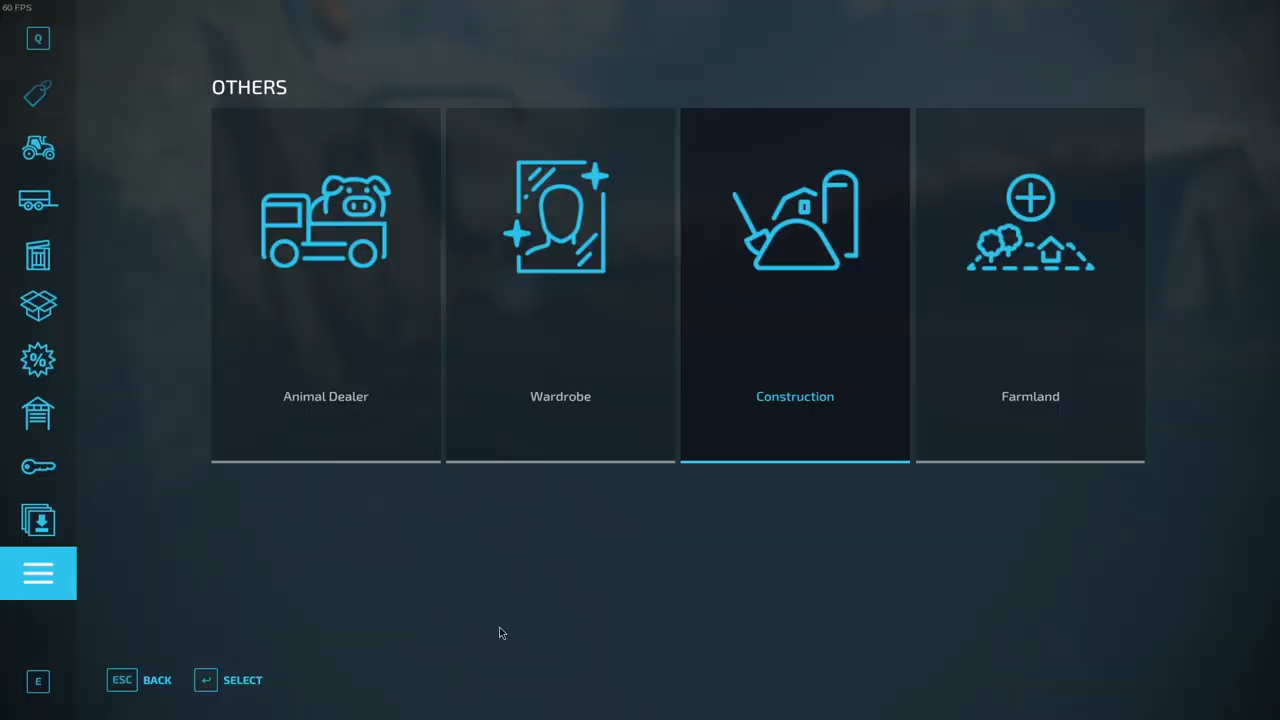 60 FPS
Q
OTHERS
%
Animal Dealer
Wardrobe
Construction
Farmland
E
ESC BACK
SELECT